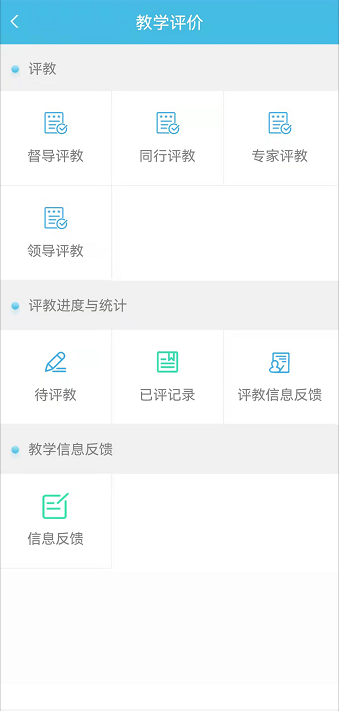 教学评价
评教
督导评教 同行评教 专家评教
领导评教
评教进度与统计
待评教 已评记录 评教信息反馈
教学信息反馈
信息反馈